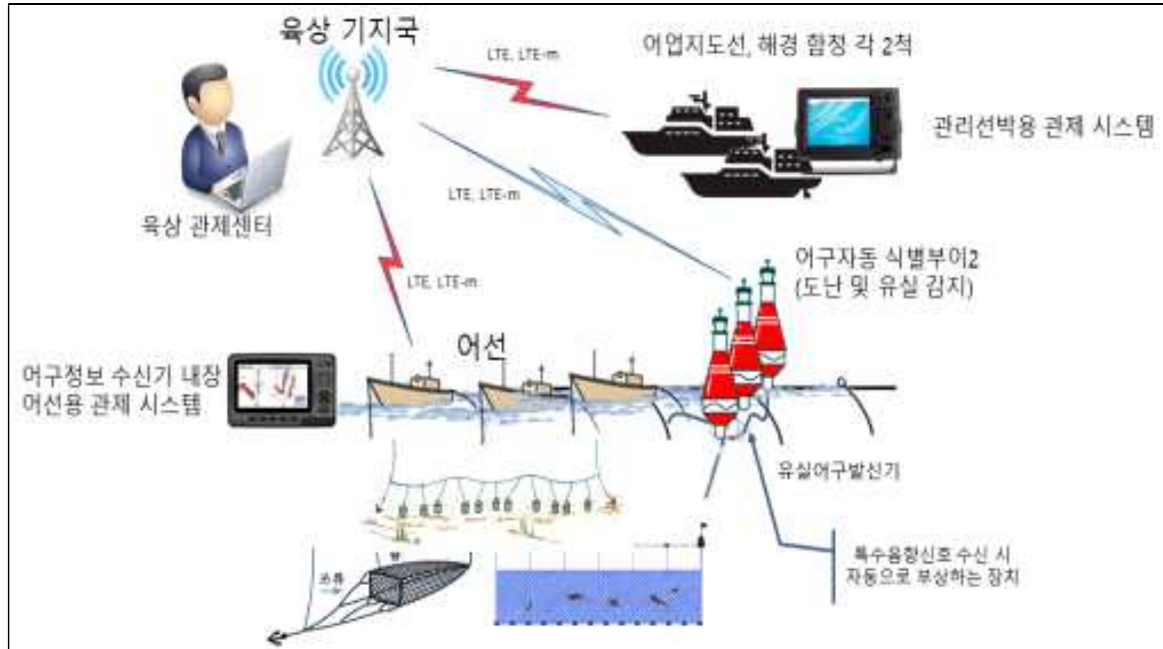 육상 기지국
LTE, LTE-m
어업지도선, 해경 함정 각 2척
관리선박용 관제 시스템
육상 관제센터
LTE, LTE-m
LTE, LTE-m
어구자동 식별부이2
(도난 및 유실 감지)
어선
어구정보 수신기 내장
어선용 관제 시스템
유실어구발신기
특수음향신호 수신 시
자동으로 부상하는 장치
조류